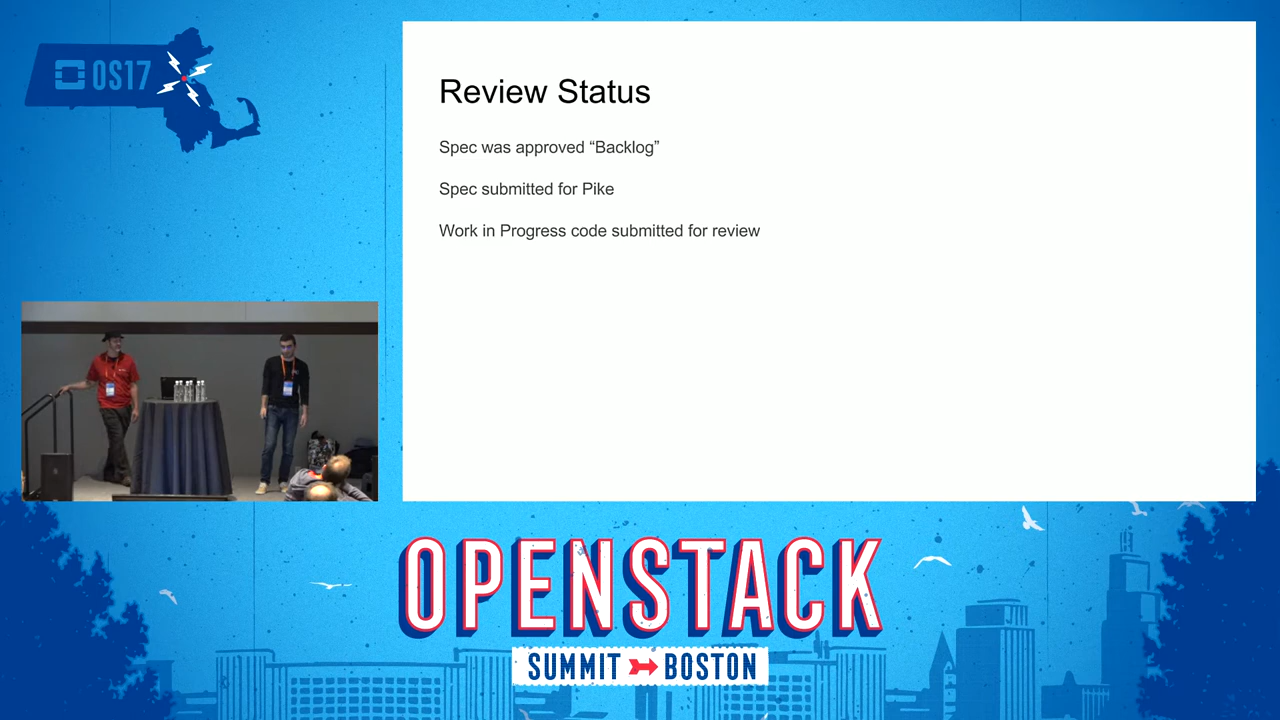 OS17
Review Status
Spec was approved “Backlog”
Spec submitted for Pike
Work in Progress code submitted for review
OPENSTACK
SUMMIT BOSTON